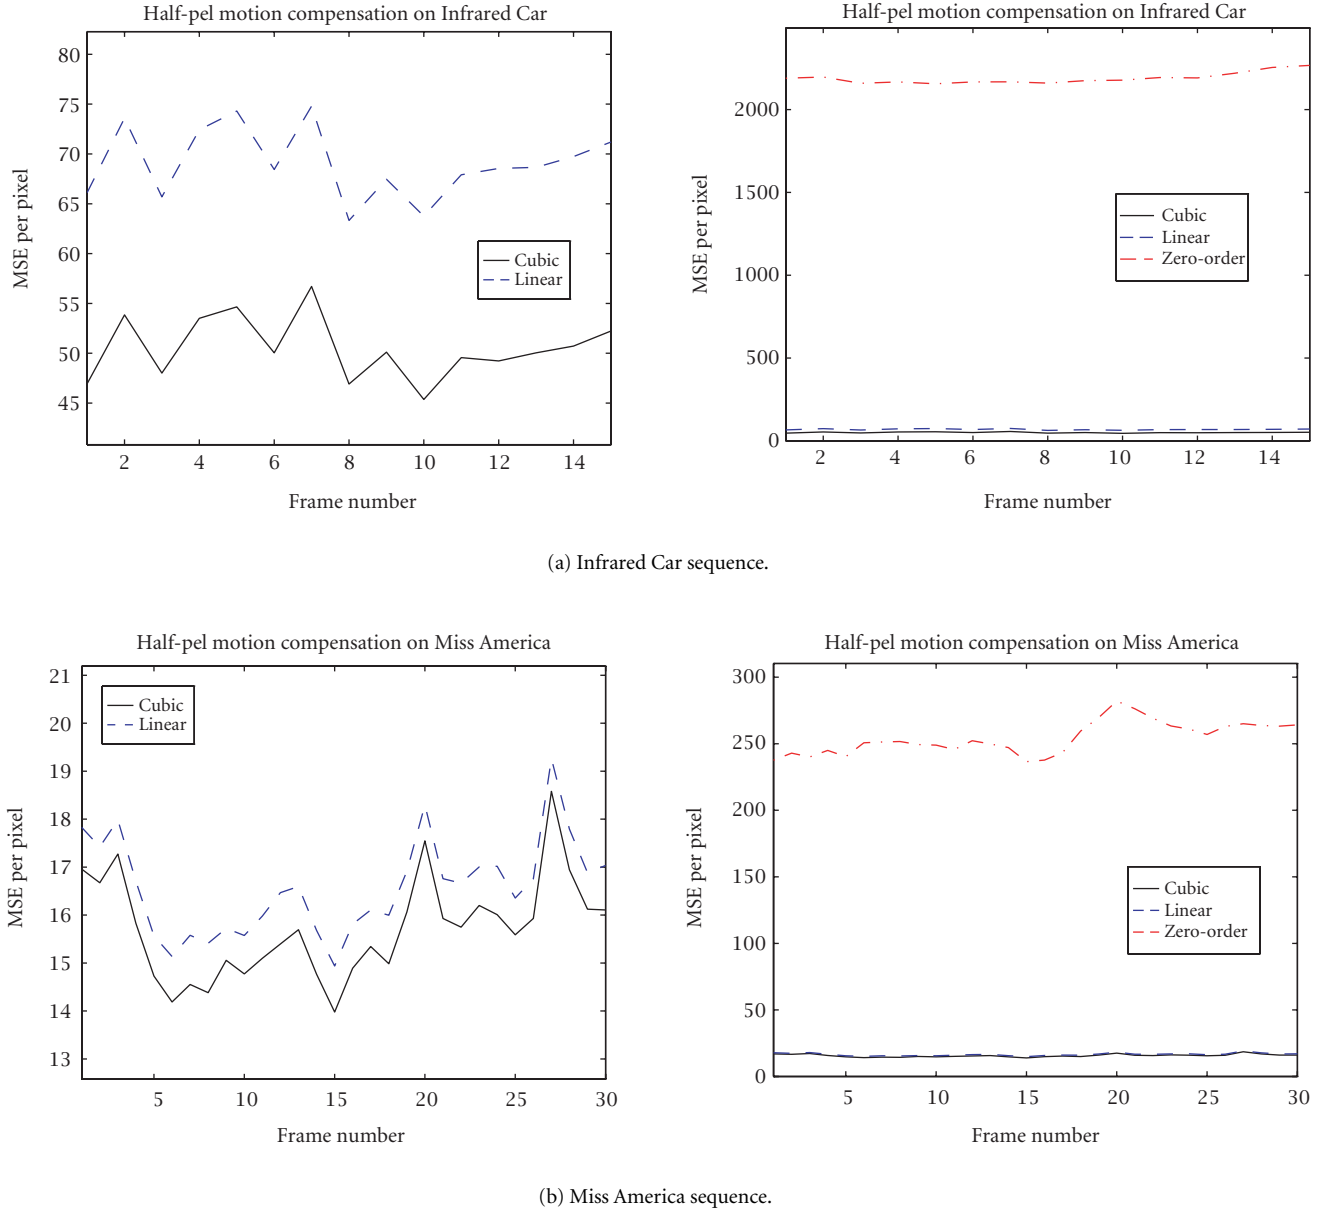 Half-pel motion compensation on Infrared Car
80
75
70
65
60
55
50
45
MSE per pixel
Cubic
Linear
2 4 6 8 10 12 14
Frame number
Half-pel motion compensation on Infrared Car
2000
1500
1000
500
0
MSE per pixel
Cubic
Linear
Zero-order
2 4 6 8 10 12 14
Frame number
(a) Infrared Car sequence.
Half-pel motion compensation on Miss America
21
20
19
18
17
16
15
14
13
MSE per pixel
Cubic
Linear
5 10 15 20 25 30
Frame number
Half-pel motion compensation on Miss America
300
250
200
150
100
50
0
MSE per pixel
Cubic
Linear
Zero-order
5 10 15 20 25 30
Frame number
(b) Miss America sequence.